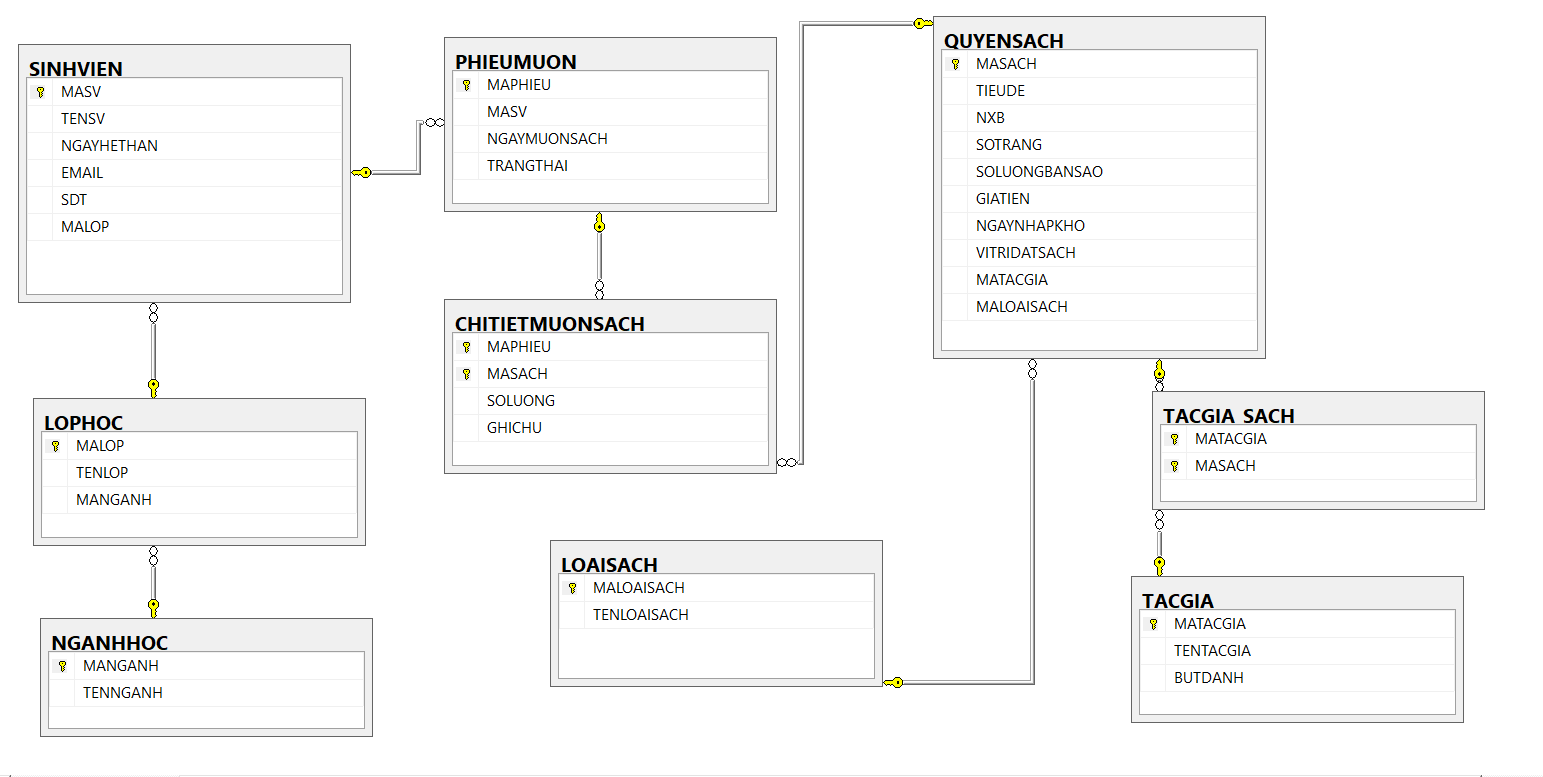 SINHVIEN
MASV
TENSV
NGAYHETHAN
EMAIL
SDT
MALOP
PHIEUMUON
MAPHIEU
MASV
NGAYMUONSACH
TRANGTHAI
QUYENSACH
MASACH
TIEUDE
NXB
SOTRANG
SOLUONGBANSAO
GIATIEN
NGAYNHAPKHO
VITRIDATSACH
MATACGIA
MALOAISACH
CHITIETMUONSACH
MAPHIEU
MASACH
SOLUONG
GHICHU
LOPHOC
MALOP
TENLOP
MANGANH
TACGIA_SACH
MATACGIA
MASACH
LOAISACH
MALOAISACH
TENLOAISACH
TACGIA
MATACGIA
TENTACGIA
BUTDANH
NGANHHOC
MANGANH
TENNGANH